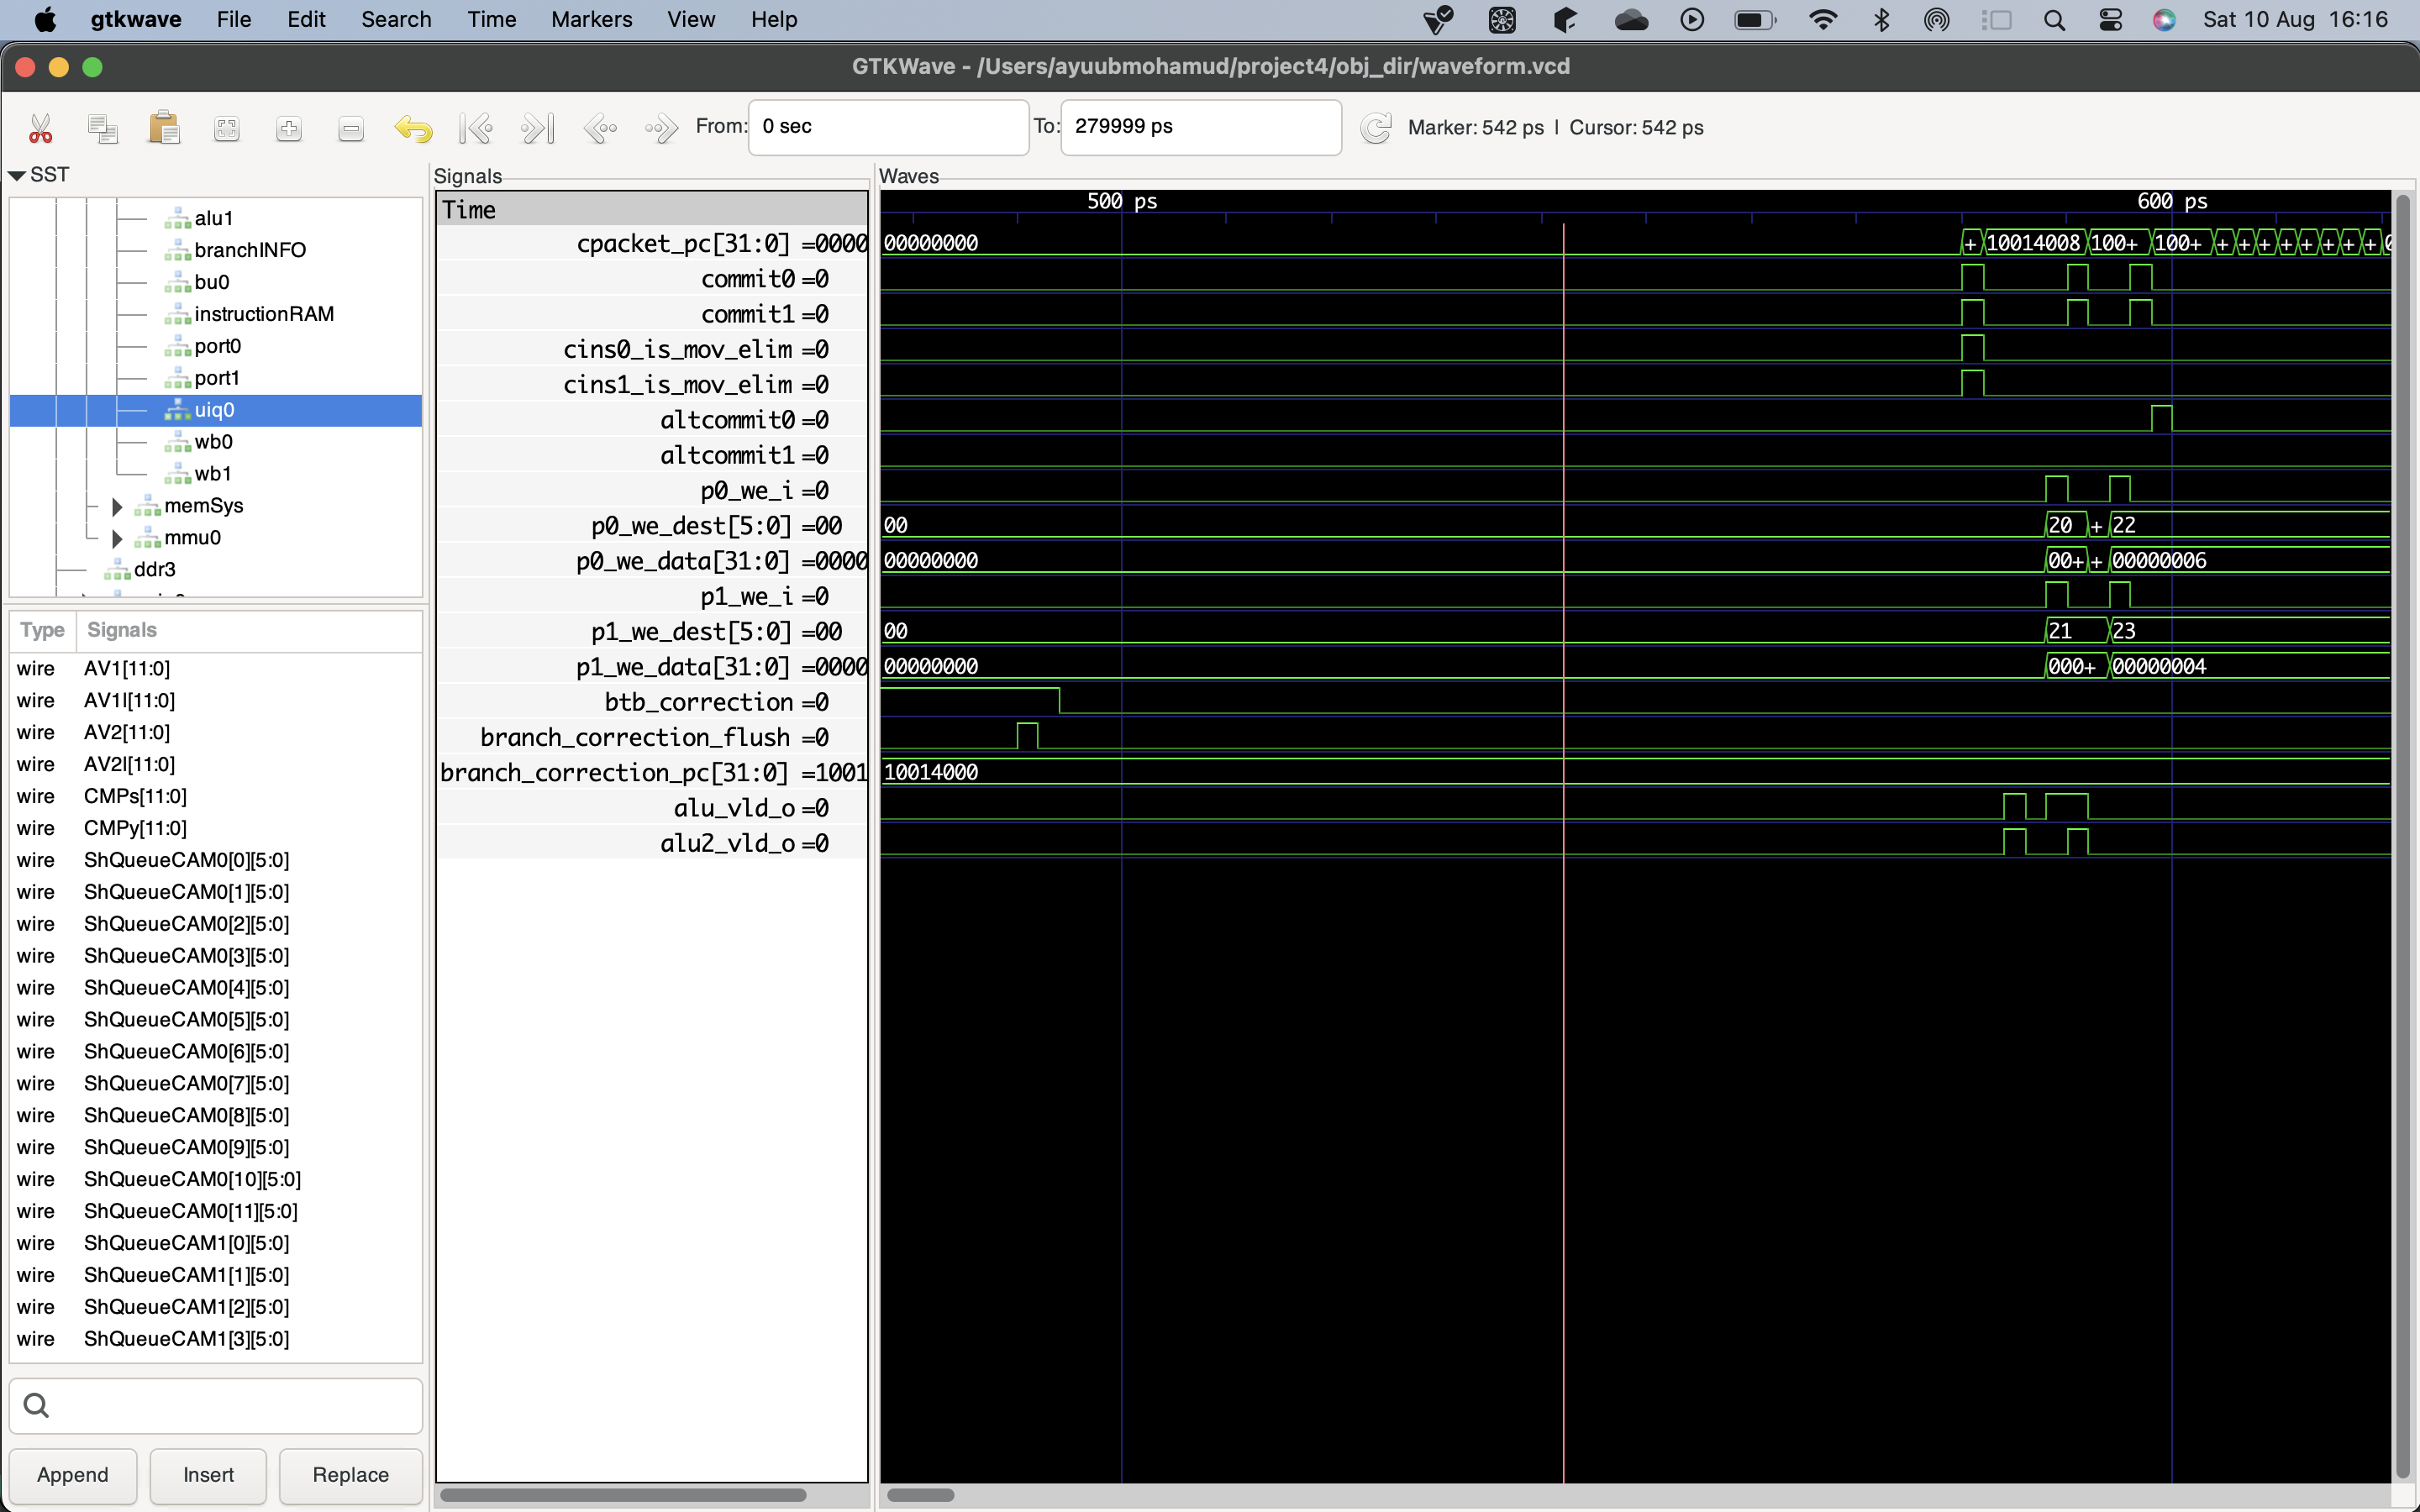 gtkwave File Edit Search Time Markers View Help Sat 10 Aug 16:16
GTKWave - /Users/ayuubmohamud/project4/obj_dir/waveform.vcd
From: 0 sec To: 279999 ps Marker: 542 ps | Cursor: 542 ps
SST
alu1
branchINFO
bu0
instructionRAM
port0
port1
uiq0
wb0
wb1
memSys
mmu0
ddr3
Type Signals
wire AV1[11:0]
wire AV1I[11:0]
wire AV2[11:0]
wire AV2I[11:0]
wire CMPs[11:0]
wire CMPy[11:0]
wire ShQueueCAM0[0][5:0]
wire ShQueueCAM0[1][5:0]
wire ShQueueCAM0[2][5:0]
wire ShQueueCAM0[3][5:0]
wire ShQueueCAM0[4][5:0]
wire ShQueueCAM0[5][5:0]
wire ShQueueCAM0[6][5:0]
wire ShQueueCAM0[7][5:0]
wire ShQueueCAM0[8][5:0]
wire ShQueueCAM0[9][5:0]
wire ShQueueCAM0[10][5:0]
wire ShQueueCAM0[11][5:0]
wire ShQueueCAM1[0][5:0]
wire ShQueueCAM1[1][5:0]
wire ShQueueCAM1[2][5:0]
wire ShQueueCAM1[3][5:0]
Append Insert Replace
Signals
Time
cpacket_pc[31:0] =0000
commit0 =0
commit1 =0
cins0_is_mov_elim =0
cins1_is_mov_elim =0
altcommit0 =0
altcommit1 =0
p0_we_i =0
p0_we_dest[5:0] =00
p0_we_data[31:0] =0000
p1_we_i =0
p1_we_dest[5:0] =00
p1_we_data[31:0] =0000
btb_correction =0
branch_correction_flush =0
branch_correction_pc[31:0] =1001
alu_vld_o =0
alu2_vld_o =0
Waves
500 ps 600 ps
00000000 + 10014008 100+ 100+ + + + + + + + +
00 20 + 22
00000000 00+ + 00000006
00 21 23
00000000 000+ 00000004
10014000